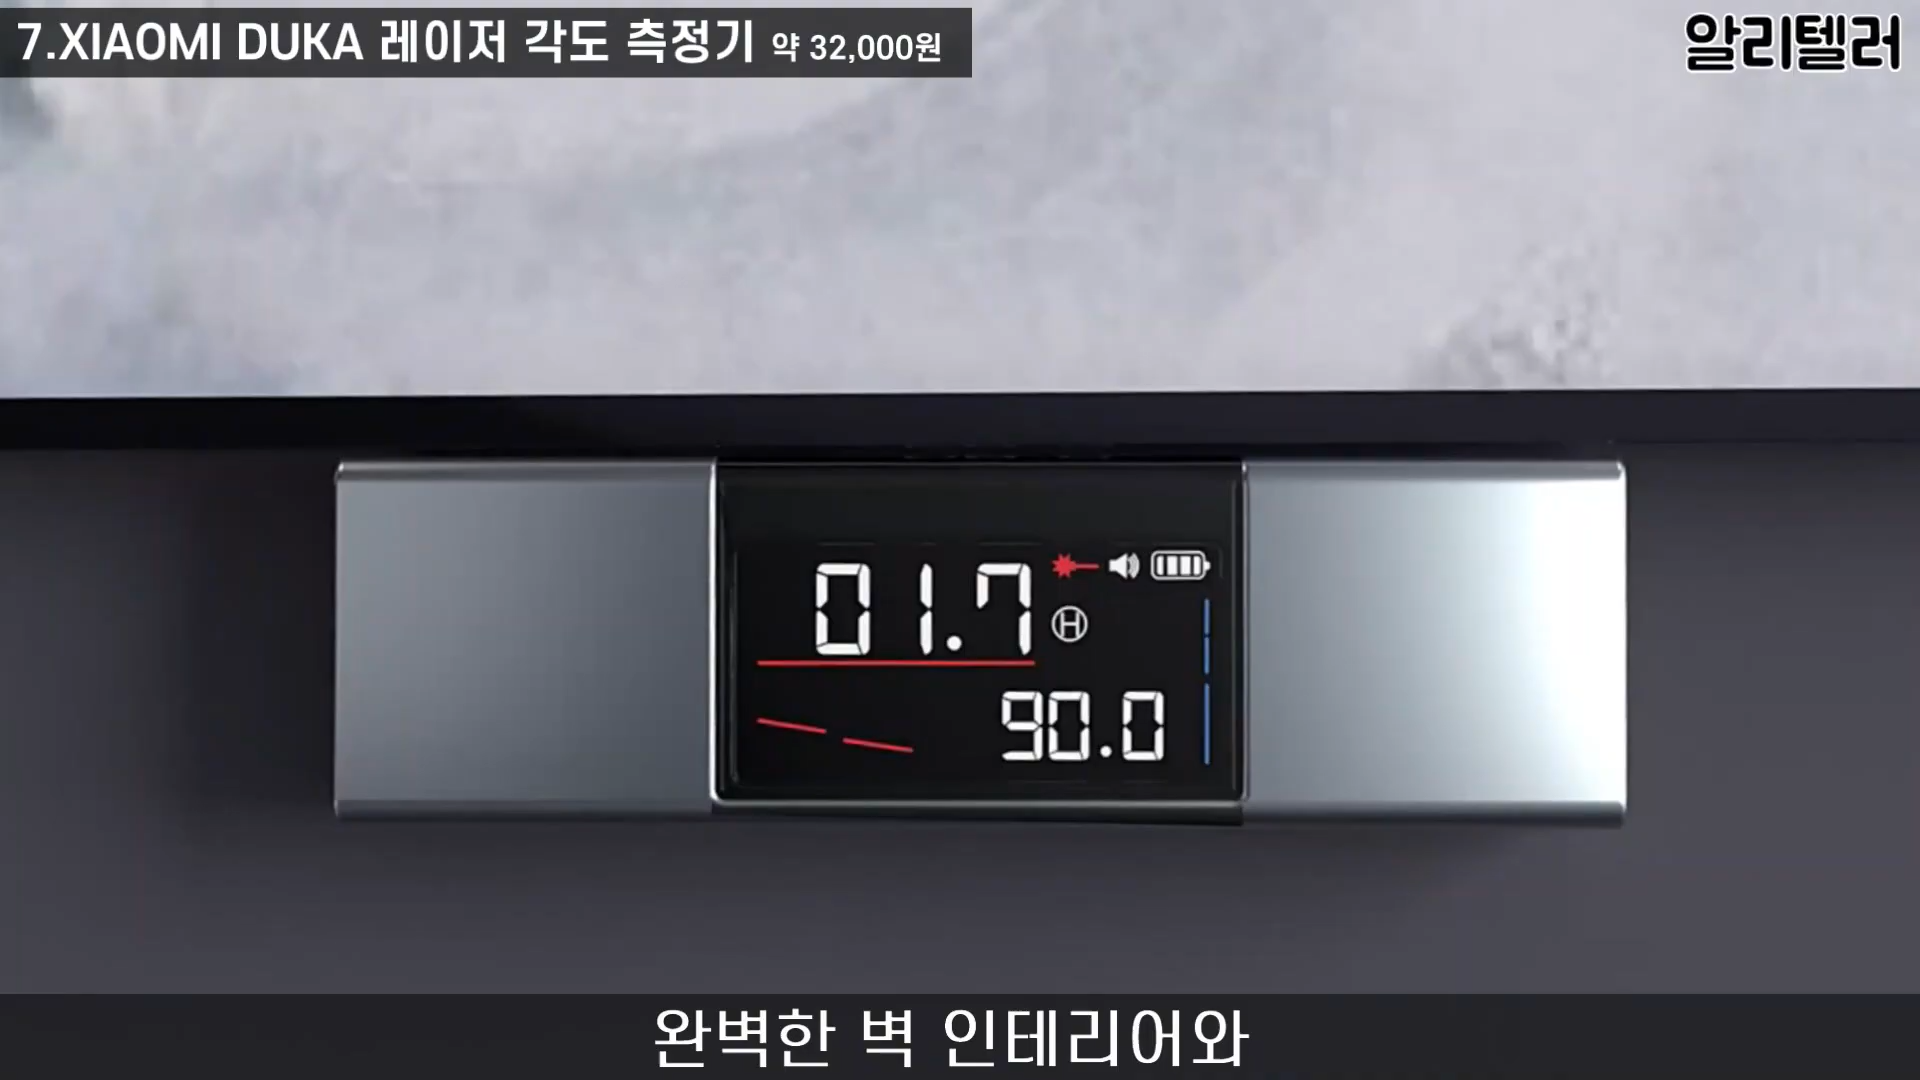 7.XIAOMI DUKA 레이저 각도 측정기 약 32,000원
알리텔러
01.7
H
90.0
완벽한 벽 인테리어와